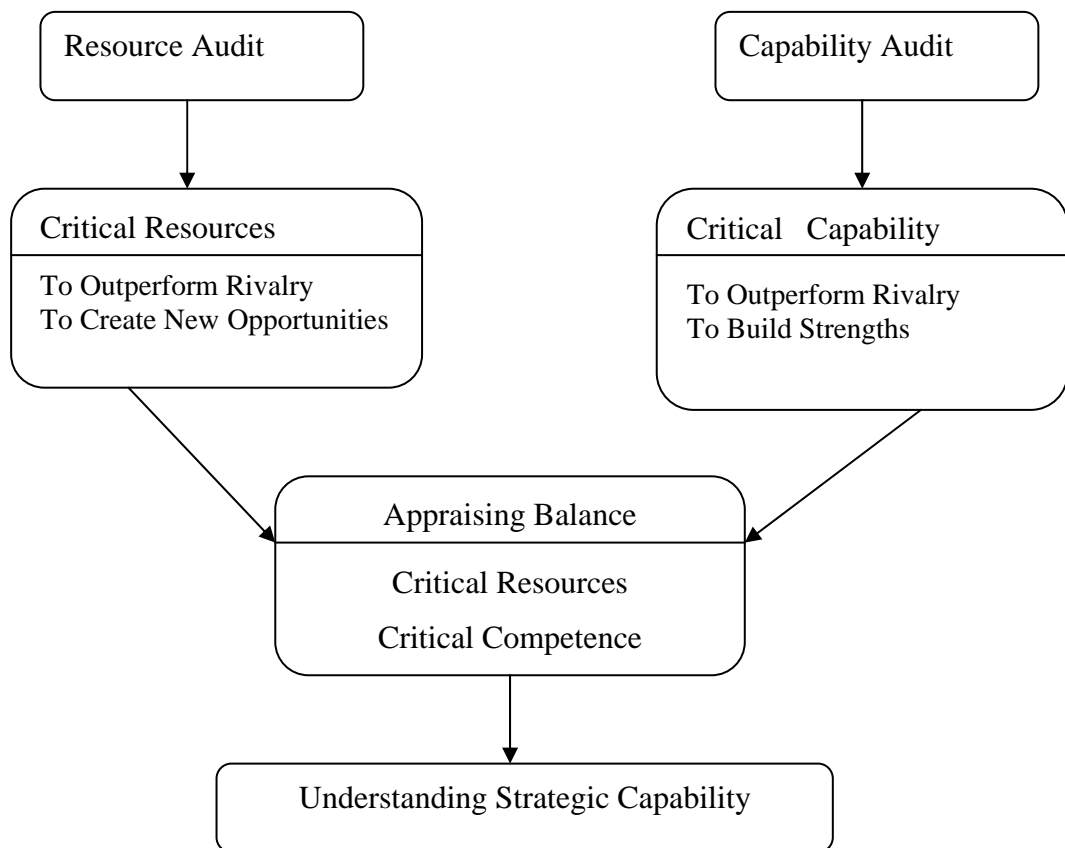 Resource Audit
Capability Audit
Critical Resources
To Outperform Rivalry
To Create New Opportunities
Critical Capability
To Outperform Rivalry
To Build Strengths
Appraising Balance
Critical Resources
Critical Competence
Understanding Strategic Capability